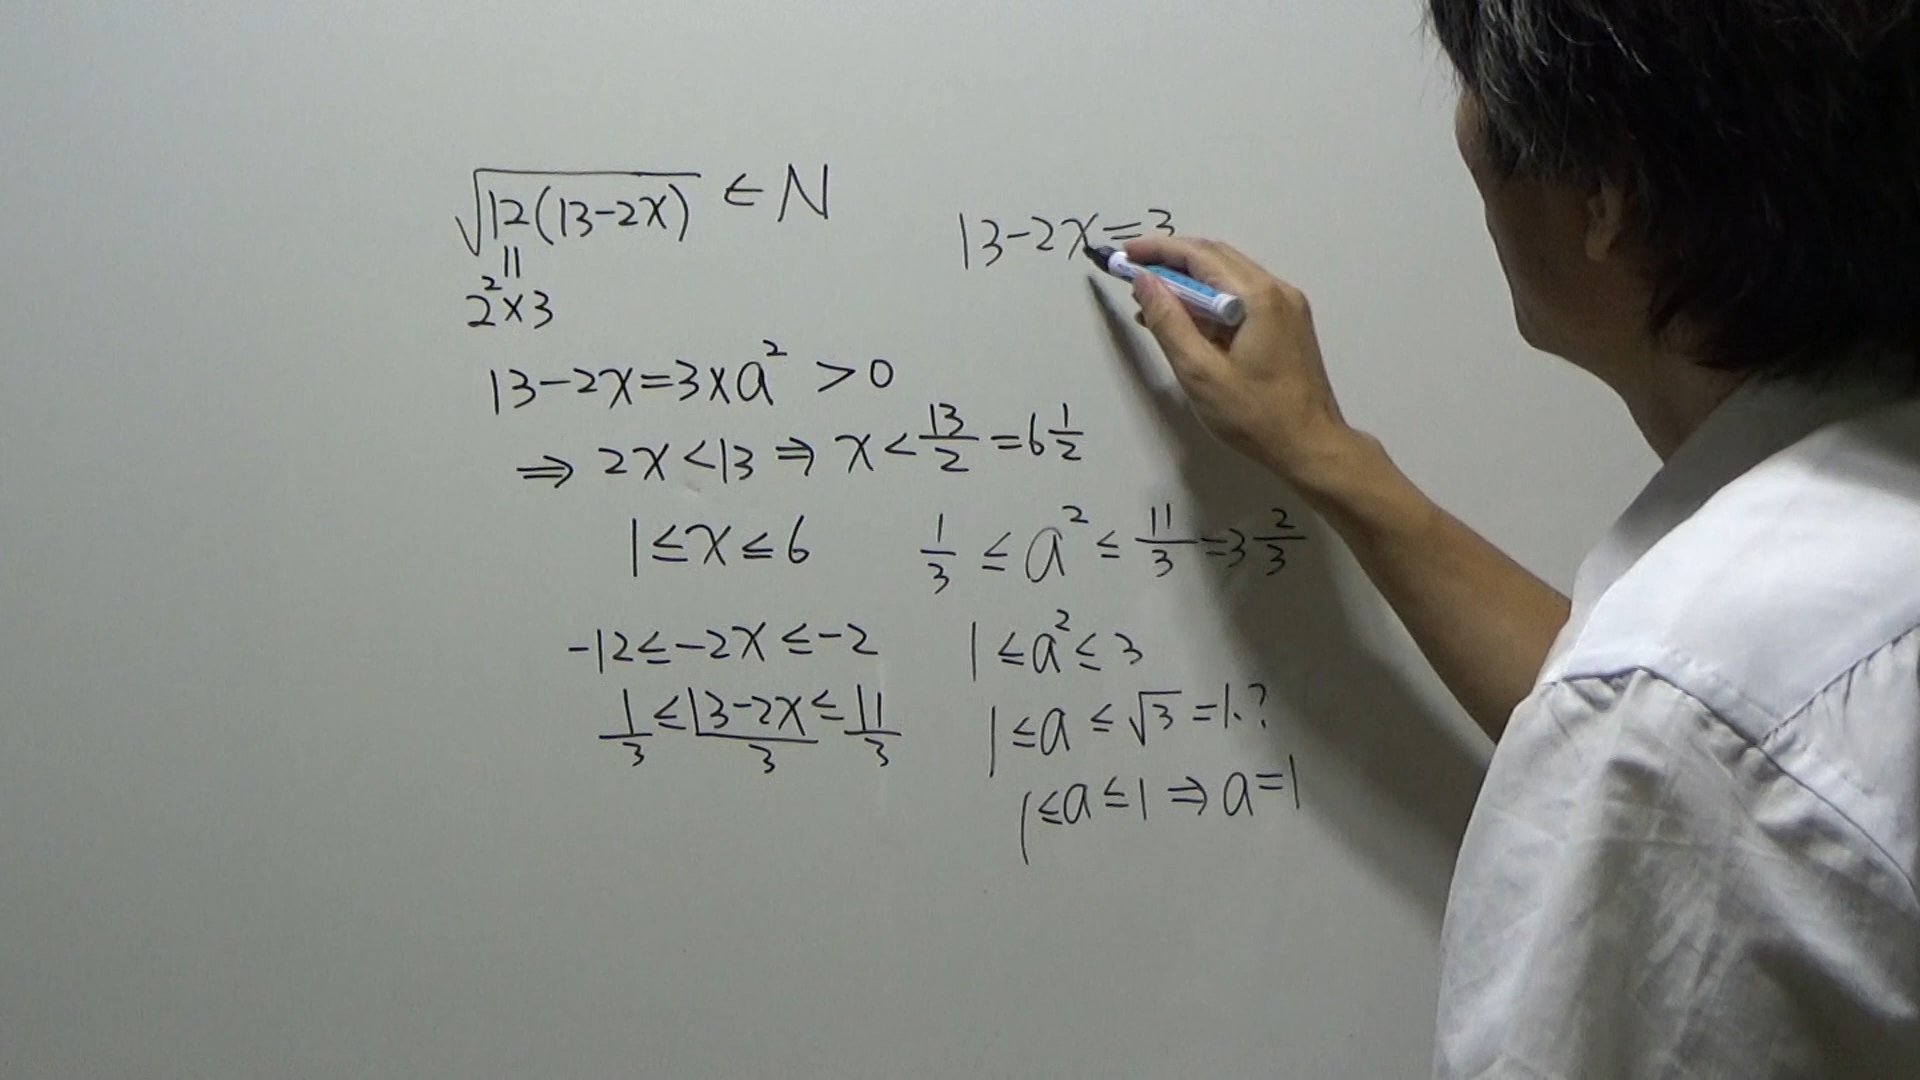 √12(13-2x) ∈ N
||
2²×3
13-2x=3×a² >0
⇒ 2x<13 ⇒ x<13/2 =6 1/2
1≤x≤6
-12≤-2x≤-2
1/3 ≤ (13-2x)/3 ≤ 11/3
13-2x=3
1/3 ≤ a² ≤ 11/3 =3 2/3
1≤a²≤3
1≤a≤√3=1.?
1≤a≤1 ⇒ a=1